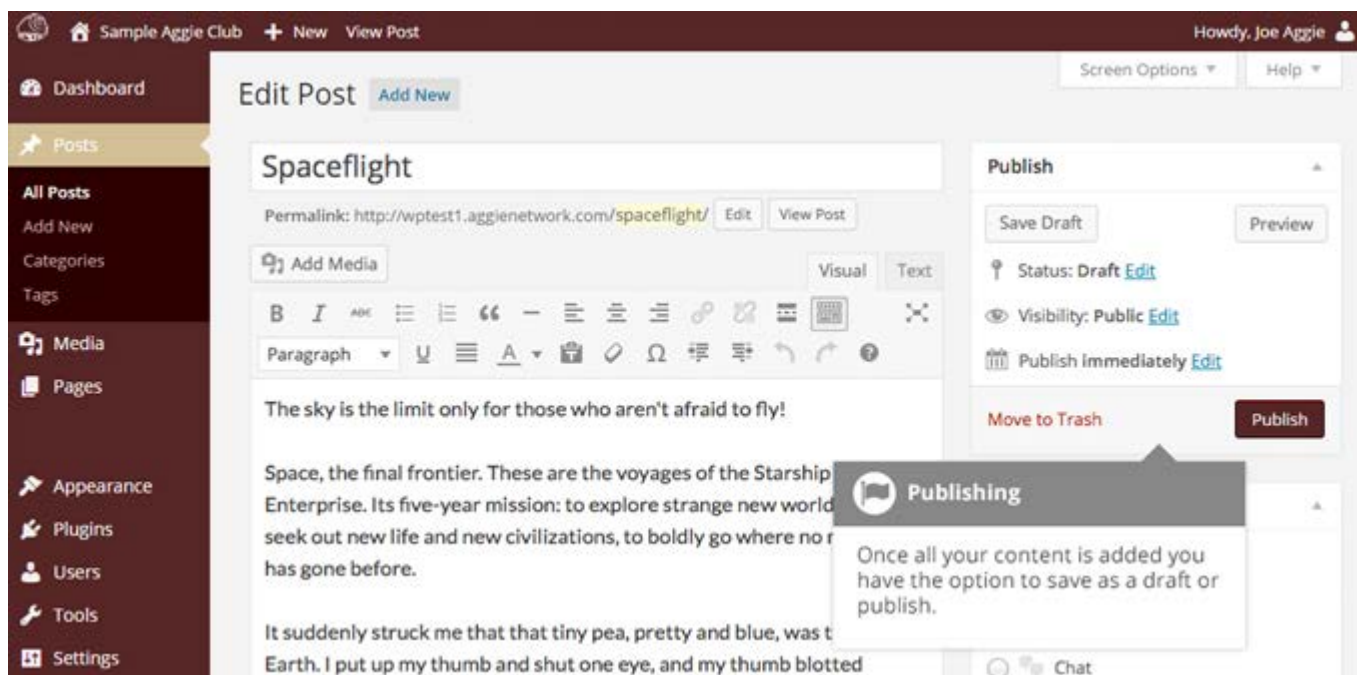 Sample Aggie Club + New View Post Howdy, Joe Aggie
Screen Options Help
Dashboard
Posts
All Posts
Add New
Categories
Tags
Media
Pages
Appearance
Plugins
Users
Tools
Settings
Edit Post Add New
Spaceflight
Permalink: http://wptest1.aggienetwork.com/spaceflight/ Edit View Post
Add Media
Visual Text
B I ABC
Paragraph U A Ω
The sky is the limit only for those who aren't afraid to fly!
Space, the final frontier. These are the voyages of the Starship
Enterprise. Its five-year mission: to explore strange new world
seek out new life and new civilizations, to boldly go where no
has gone before.
It suddenly struck me that that tiny pea, pretty and blue, was t
Earth. I put up my thumb and shut one eye, and my thumb blotted
Publish
Save Draft Preview
Status: Draft Edit
Visibility: Public Edit
Publish immediately Edit
Move to Trash Publish
Publishing
Once all your content is added you
have the option to save as a draft or
publish.
Chat